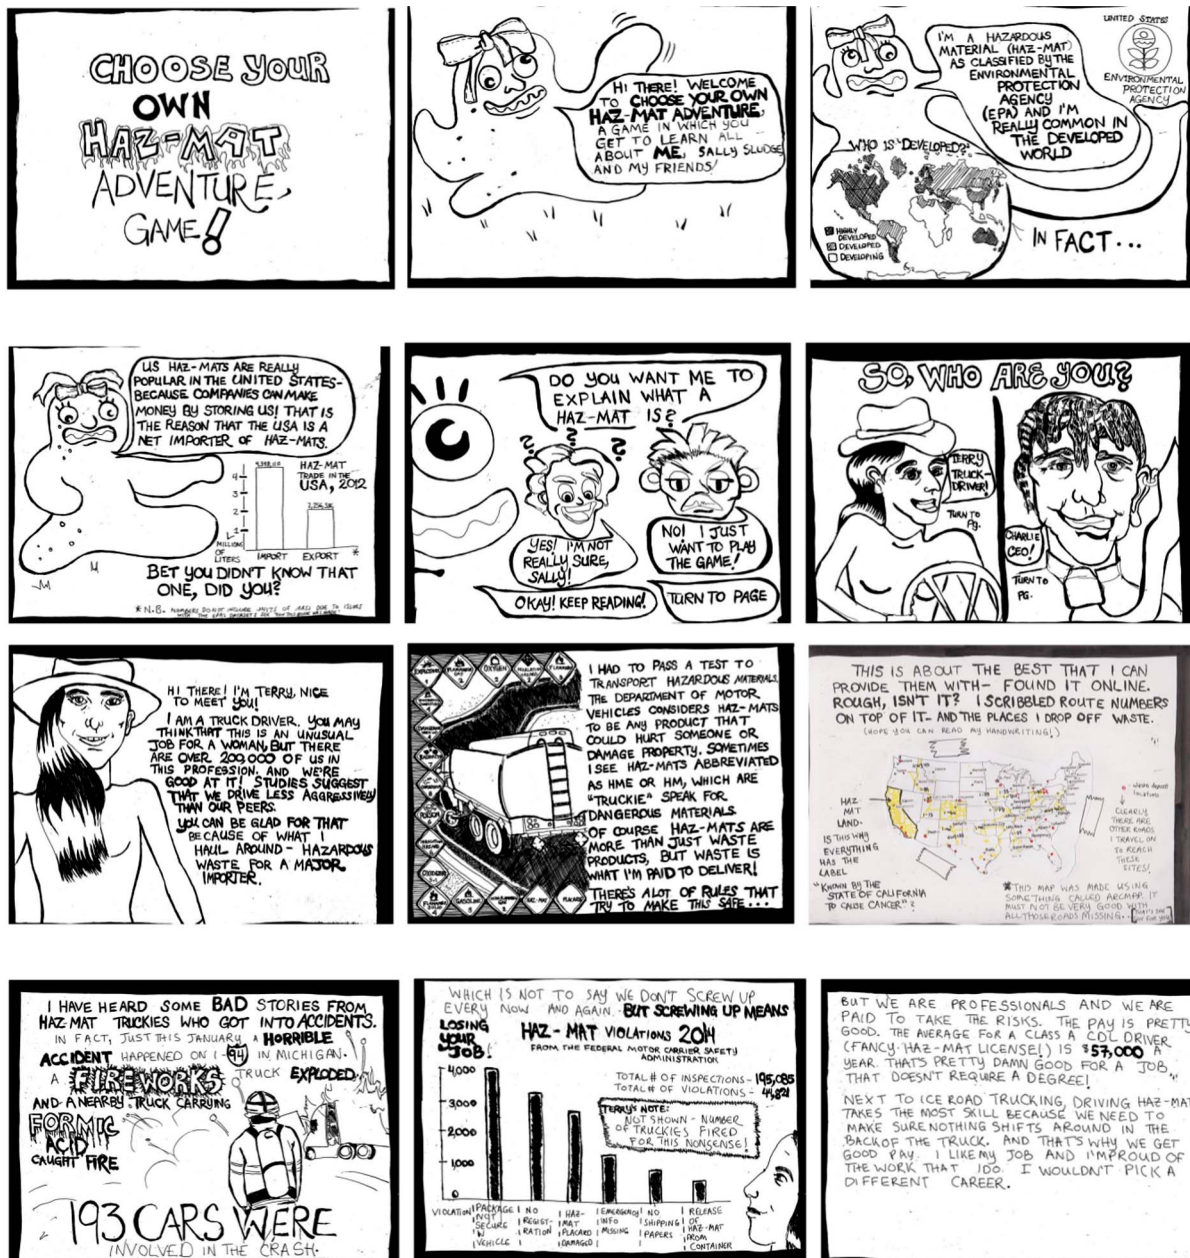 CHOOSE YOUR
OWN
HAZ-MAT
ADVENTURE
GAME!
HI THERE! WELCOME
TO CHOOSE YOUR OWN
HAZ-MAT ADVENTURE,
A GAME IN WHICH YOU
GET TO LEARN ALL
ABOUT ME, SALLY SLUDGE
AND MY FRIENDS!
I'M A HAZARDOUS
MATERIAL (HAZ-MAT)
AS CLASSIFIED BY THE
ENVIRONMENTAL
PROTECTION
AGENCY
(EPA) AND I'M
REALLY COMMON IN
THE DEVELOPED
WORLD
UNITED STATES
ENVIRONMENTAL
PROTECTION
AGENCY
WHO IS "DEVELOPED?"
HIGHLY
DEVELOPED
DEVELOPED
DEVELOPING
IN FACT...
US HAZ-MATS ARE REALLY
POPULAR IN THE UNITED STATES-
BECAUSE COMPANIES CAN MAKE
MONEY BY STORING US! THAT IS
THE REASON THAT THE USA IS A
NET IMPORTER OF HAZ-MATS.
HAZ-MAT
TRADE IN THE
USA, 2012
4
3
2
1
MILLIONS
OF
LITERS
IMPORT EXPORT *
BET YOU DIDN'T KNOW THAT
ONE, DID YOU?
* N.B. NUMBERS DO NOT INCLUDE
DO YOU WANT ME TO
EXPLAIN WHAT A
HAZ-MAT IS?
? ? ? ?
YES! I'M NOT
REALLY SURE,
SALLY!
NO! I JUST
WANT TO PLAY
THE GAME!
OKAY! KEEP READING!
TURN TO PAGE
SO, WHO ARE YOU?
TERRY
TRUCK-
DRIVER!
TURN TO
Pg.
CHARLIE
CEO!
TURN TO
PG.
HI THERE! I'M TERRY, NICE
TO MEET YOU!
I AM A TRUCK DRIVER. YOU MAY
THINK THAT THIS IS AN UNUSUAL
JOB FOR A WOMAN, BUT THERE
ARE OVER 200,000 OF US IN
THIS PROFESSION. AND WE'RE
GOOD AT IT! STUDIES SUGGEST
THAT WE DRIVE LESS AGGRESSIVELY
THAN OUR PEERS.
YOU CAN BE GLAD FOR THAT
BECAUSE OF WHAT I
HAUL AROUND - HAZARDOUS
WASTE FOR A MAJOR
IMPORTER.
OXYGEN
POISON
GASOLINE
HAZ-MAT
PLACARD
I HAD TO PASS A TEST TO
TRANSPORT HAZARDOUS MATERIALS.
THE DEPARTMENT OF MOTOR
VEHICLES CONSIDERS HAZ-MATS
TO BE ANY PRODUCT THAT
COULD HURT SOMEONE OR
DAMAGE PROPERTY. SOMETIMES
I SEE HAZ-MATS ABBREVIATED
AS HME OR HM, WHICH ARE
"TRUCKIE" SPEAK FOR
DANGEROUS MATERIALS.
OF COURSE HAZ-MATS ARE
MORE THAN JUST WASTE
PRODUCTS, BUT WASTE IS
WHAT I'M PAID TO DELIVER!
THERE'S ALOT OF RULES THAT
TRY TO MAKE THIS SAFE...
THIS IS ABOUT THE BEST THAT I CAN
PROVIDE THEM WITH- FOUND IT ONLINE.
ROUGH, ISN'T IT? I SCRIBBLED ROUTE NUMBERS
ON TOP OF IT- AND THE PLACES I DROP OFF WASTE.
(HOPE YOU CAN READ MY HANDWRITING!)
HAZ-
MAT
LAND.
IS THIS WHY
EVERYTHING
HAS THE
LABEL
"KNOWN BY THE
STATE OF CALIFORNIA
TO CAUSE CANCER"?
CLEARLY
THERE ARE
OTHER ROADS
I TRAVEL ON
TO REACH
THESE
SITES!
*THIS MAP WAS MADE USING
SOMETHING CALLED ARCMAP. IT
MUST NOT BE VERY GOOD WITH
ALL THOSE ROADS MISSING..
I HAVE HEARD SOME BAD STORIES FROM
HAZ-MAT TRUCKIES WHO GOT INTO ACCIDENTS.
IN FACT, JUST THIS JANUARY A HORRIBLE
ACCIDENT HAPPENED ON I-94 IN MICHIGAN.
A FIREWORKS TRUCK EXPLODED
AND A NEARBY TRUCK CARRYING
FORMIC
ACID
CAUGHT FIRE
193 CARS WERE
INVOLVED IN THE CRASH.
WHICH IS NOT TO SAY WE DON'T SCREW UP
EVERY NOW AND AGAIN. BUT SCREWING UP MEANS
LOSING
YOUR
JOB!
HAZ-MAT VIOLATIONS 2014
FROM THE FEDERAL MOTOR CARRIER SAFETY
ADMINISTRATION
TOTAL # OF INSPECTIONS - 195,085
TOTAL # OF VIOLATIONS - 44,821
TERRY'S NOTE:
NOT SHOWN - NUMBER
OF TRUCKIES FIRED
FOR THIS NONSENSE!
4,000
3,000
2,000
1,000
0
VIOLATION
PACKAGE
NOT
SECURE
IN
VEHICLE
NO
REGIST-
RATION
HAZ-
MAT
PLACARD
DAMAGED
EMERGENCY
INFO
MISSING
NO
SHIPPING
PAPERS
RELEASE
OF
HAZ-MAT
FROM
CONTAINER
BUT WE ARE PROFESSIONALS AND WE ARE
PAID TO TAKE THE RISKS. THE PAY IS PRETTY
GOOD. THE AVERAGE FOR A CLASS A CDL DRIVER
(FANCY HAZ-MAT LICENSE!) IS $57,000 A
YEAR. THAT'S PRETTY DAMN GOOD FOR A JOB
THAT DOESN'T REQUIRE A DEGREE!
NEXT TO ICE ROAD TRUCKING, DRIVING HAZ-MAT
TAKES THE MOST SKILL BECAUSE WE NEED TO
MAKE SURE NOTHING SHIFTS AROUND IN THE
BACK OF THE TRUCK. AND THAT'S WHY WE GET
GOOD PAY. I LIKE MY JOB AND I'M PROUD OF
THE WORK THAT I DO. I WOULDN'T PICK A
DIFFERENT CAREER.